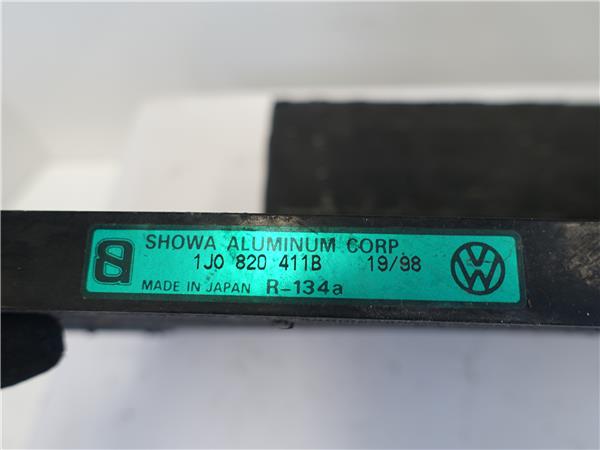 SHOWA ALUMINUM CORP.
1J0 820 411B 19/98
MADE IN JAPAN R-134a